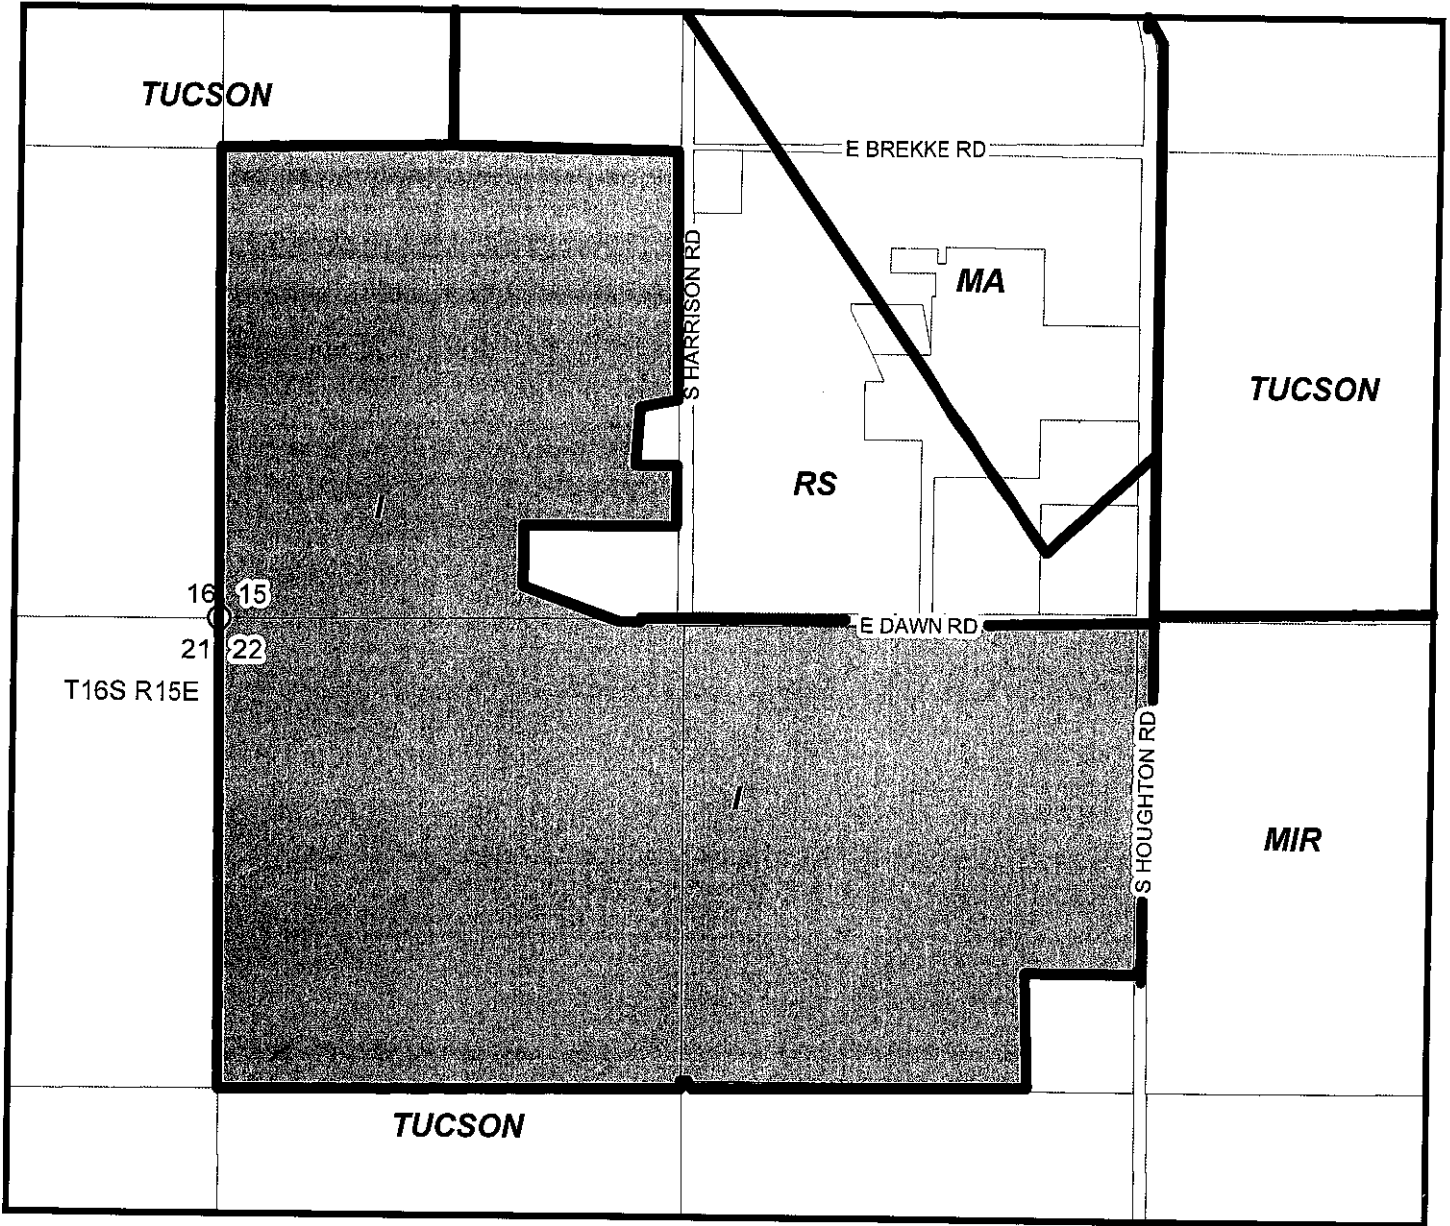 TUCSON
E BREKKE RD
S HARRISON RD
MA
TUCSON
RS
I
16 15
21 22
T16S R15E
E DAWN RD
S HOUGHTON RD
I
MIR
TUCSON